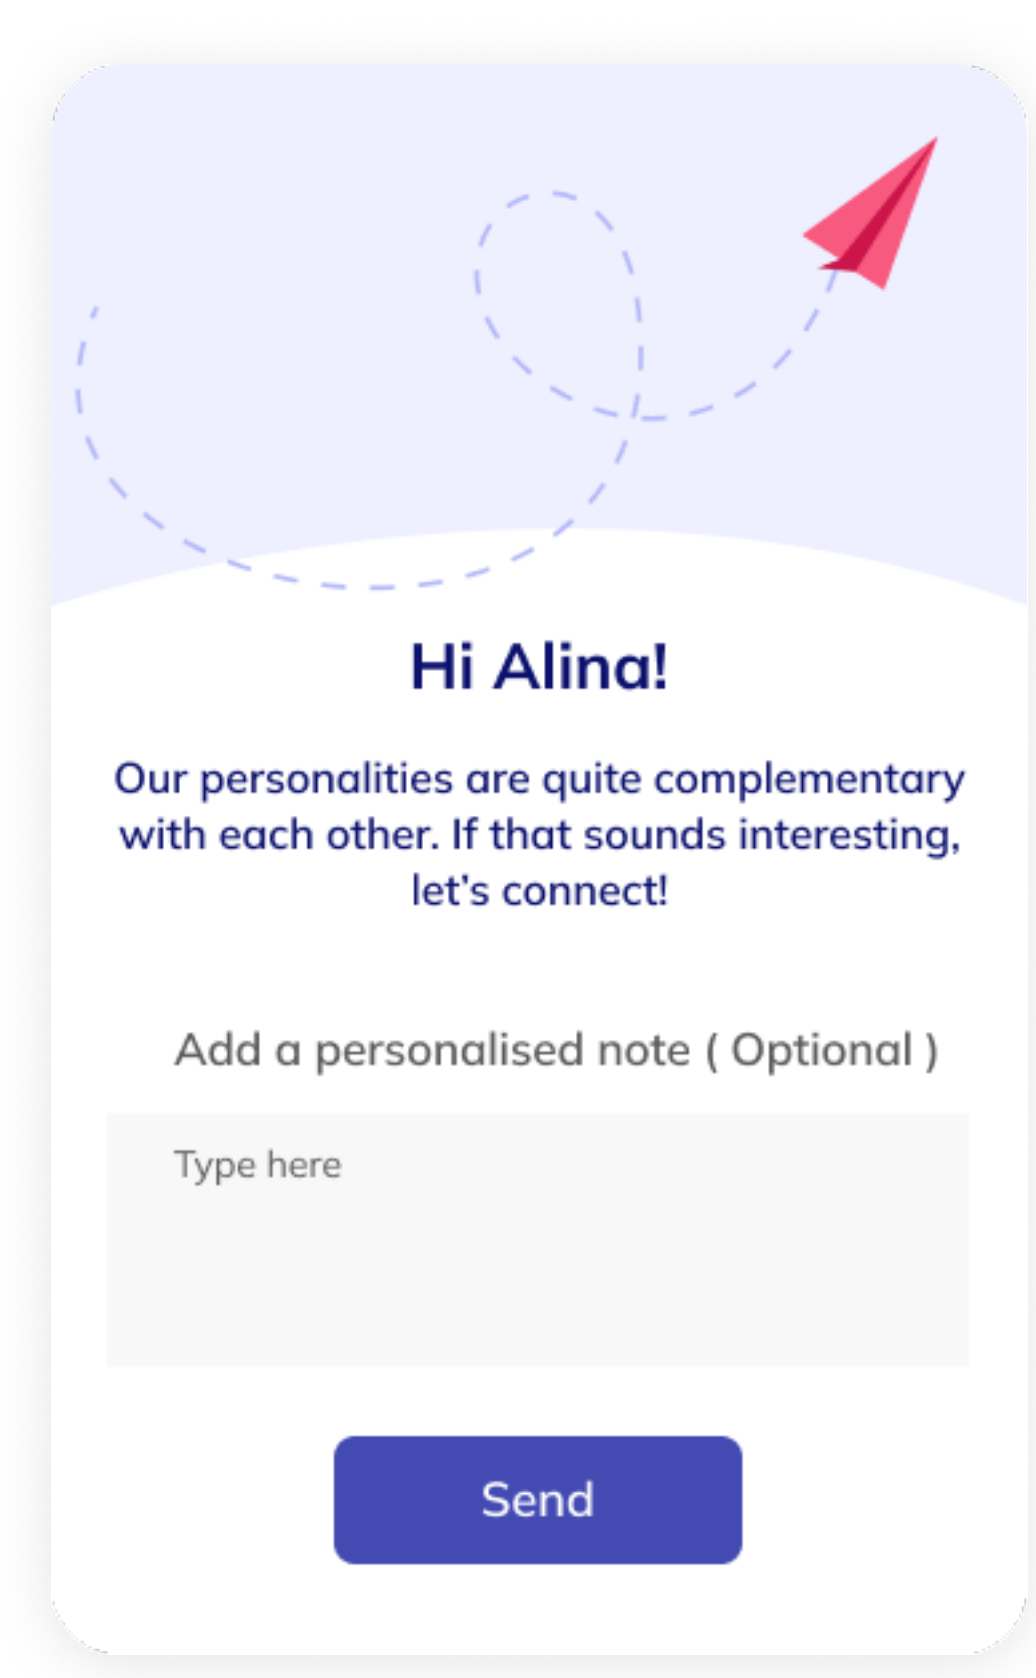 Hi Alina!
Our personalities are quite complementary
with each other. If that sounds interesting,
let's connect!
Add a personalised note ( Optional )
Type here
Send